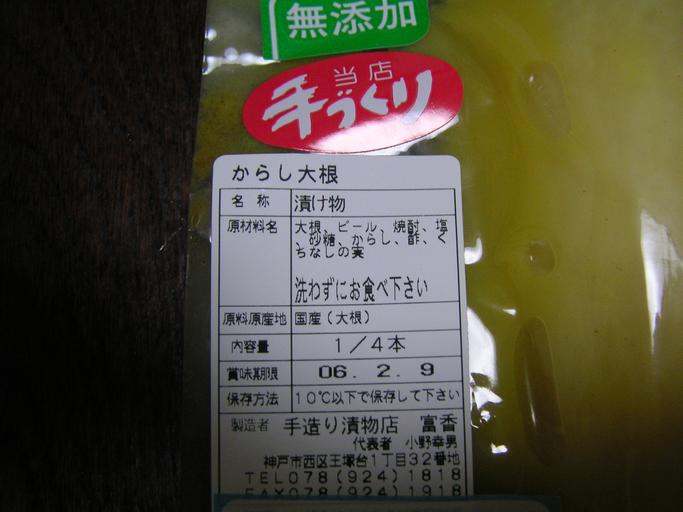 無添加
当店
手づくり
からし大根
名称 漬け物
原材料名 大根、ビール、焼酎、塩
、砂糖、からし、酢、く
ちなしの実
洗わずにお食べ下さい
原料原産地 国産(大根)
内容量 1/4本
賞味期限 06. 2. 9
保存方法 10℃以下で保存して下さい
製造者 手造り漬物店 富香
代表者 小野幸男
神戸市西区王塚台1丁目32番地
TEL078(924)1818
FAX078(924)1918